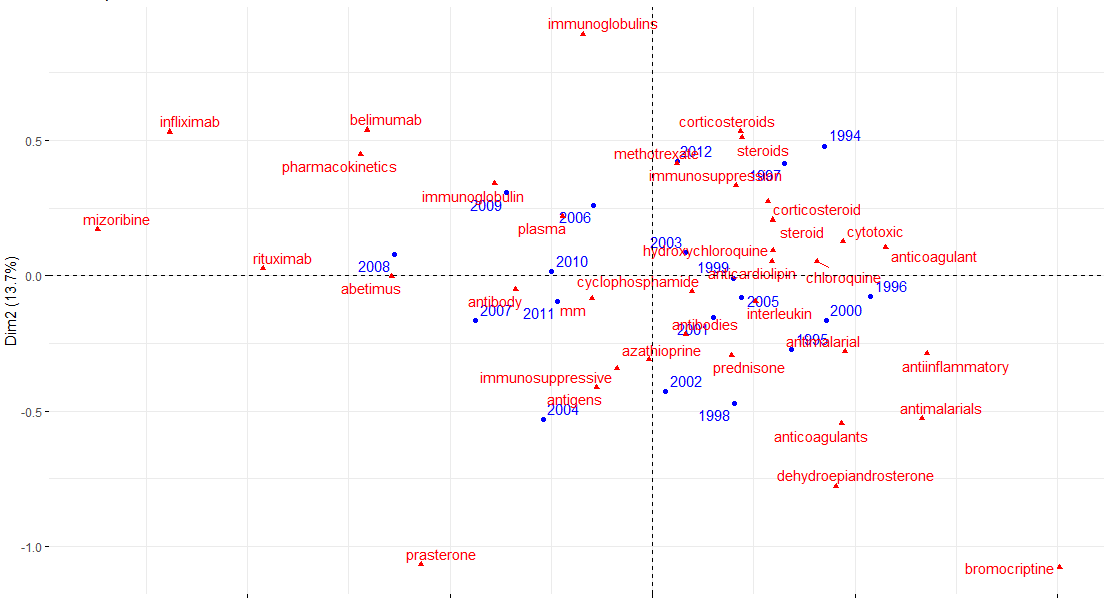 immunoglobulins
infliximab
belimumab
corticosteroids
1994
0.5
methotrexate
2012
steroids
pharmacokinetics
immunosuppression
1997
immunoglobulin
2009
2006
corticosteroid
mizoribine
plasma
steroid
cytotoxic
2003
hydroxychloroquine
anticoagulant
rituximab
2008
2010
1999
anticardiolipin
chloroquine
0.0
abetimus
cyclophosphamide
1996
antibody
2007
2011
mm
2005
interleukin
2000
antibodies
2001
Dim2 (13.7%)
1995
antimalarial
azathioprine
prednisone
antiinflammatory
immunosuppressive
2002
antigens
2004
-0.5
1998
antimalarials
anticoagulants
dehydroepiandrosterone
-1.0
prasterone
bromocriptine